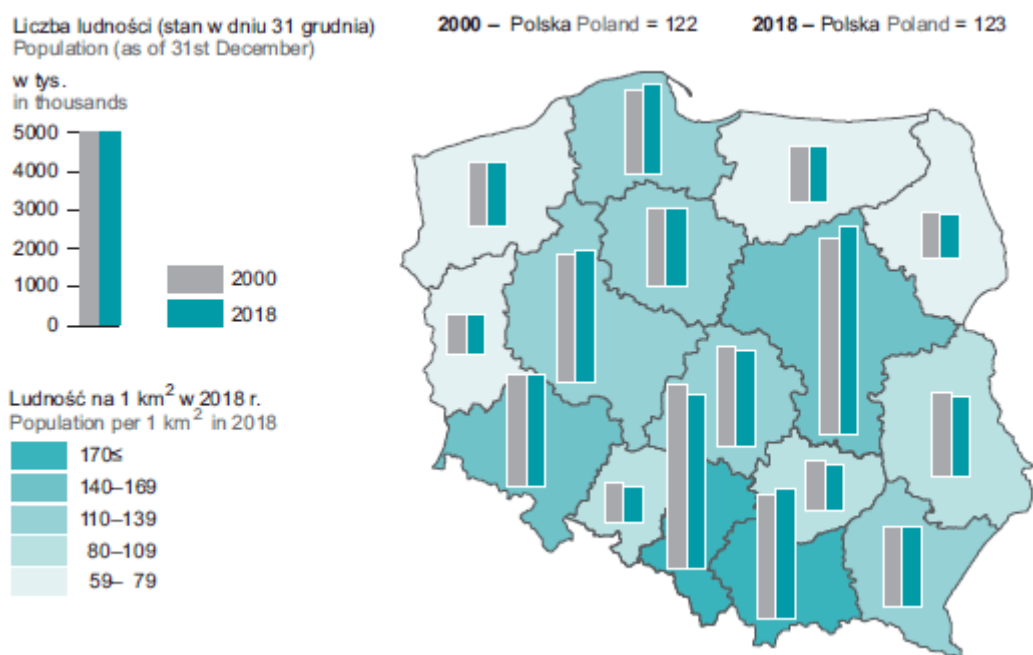 Liczba ludności (stan w dniu 31 grudnia)
Population (as of 31st December)
w tys.
in thousands
5000
4000
3000
2000
1000
0
2000
2018
Ludność na 1 km² w 2018 r.
Population per 1 km² in 2018
170≤
140–169
110–139
80–109
59– 79
2000 – Polska Poland = 122
2018 – Polska Poland = 123